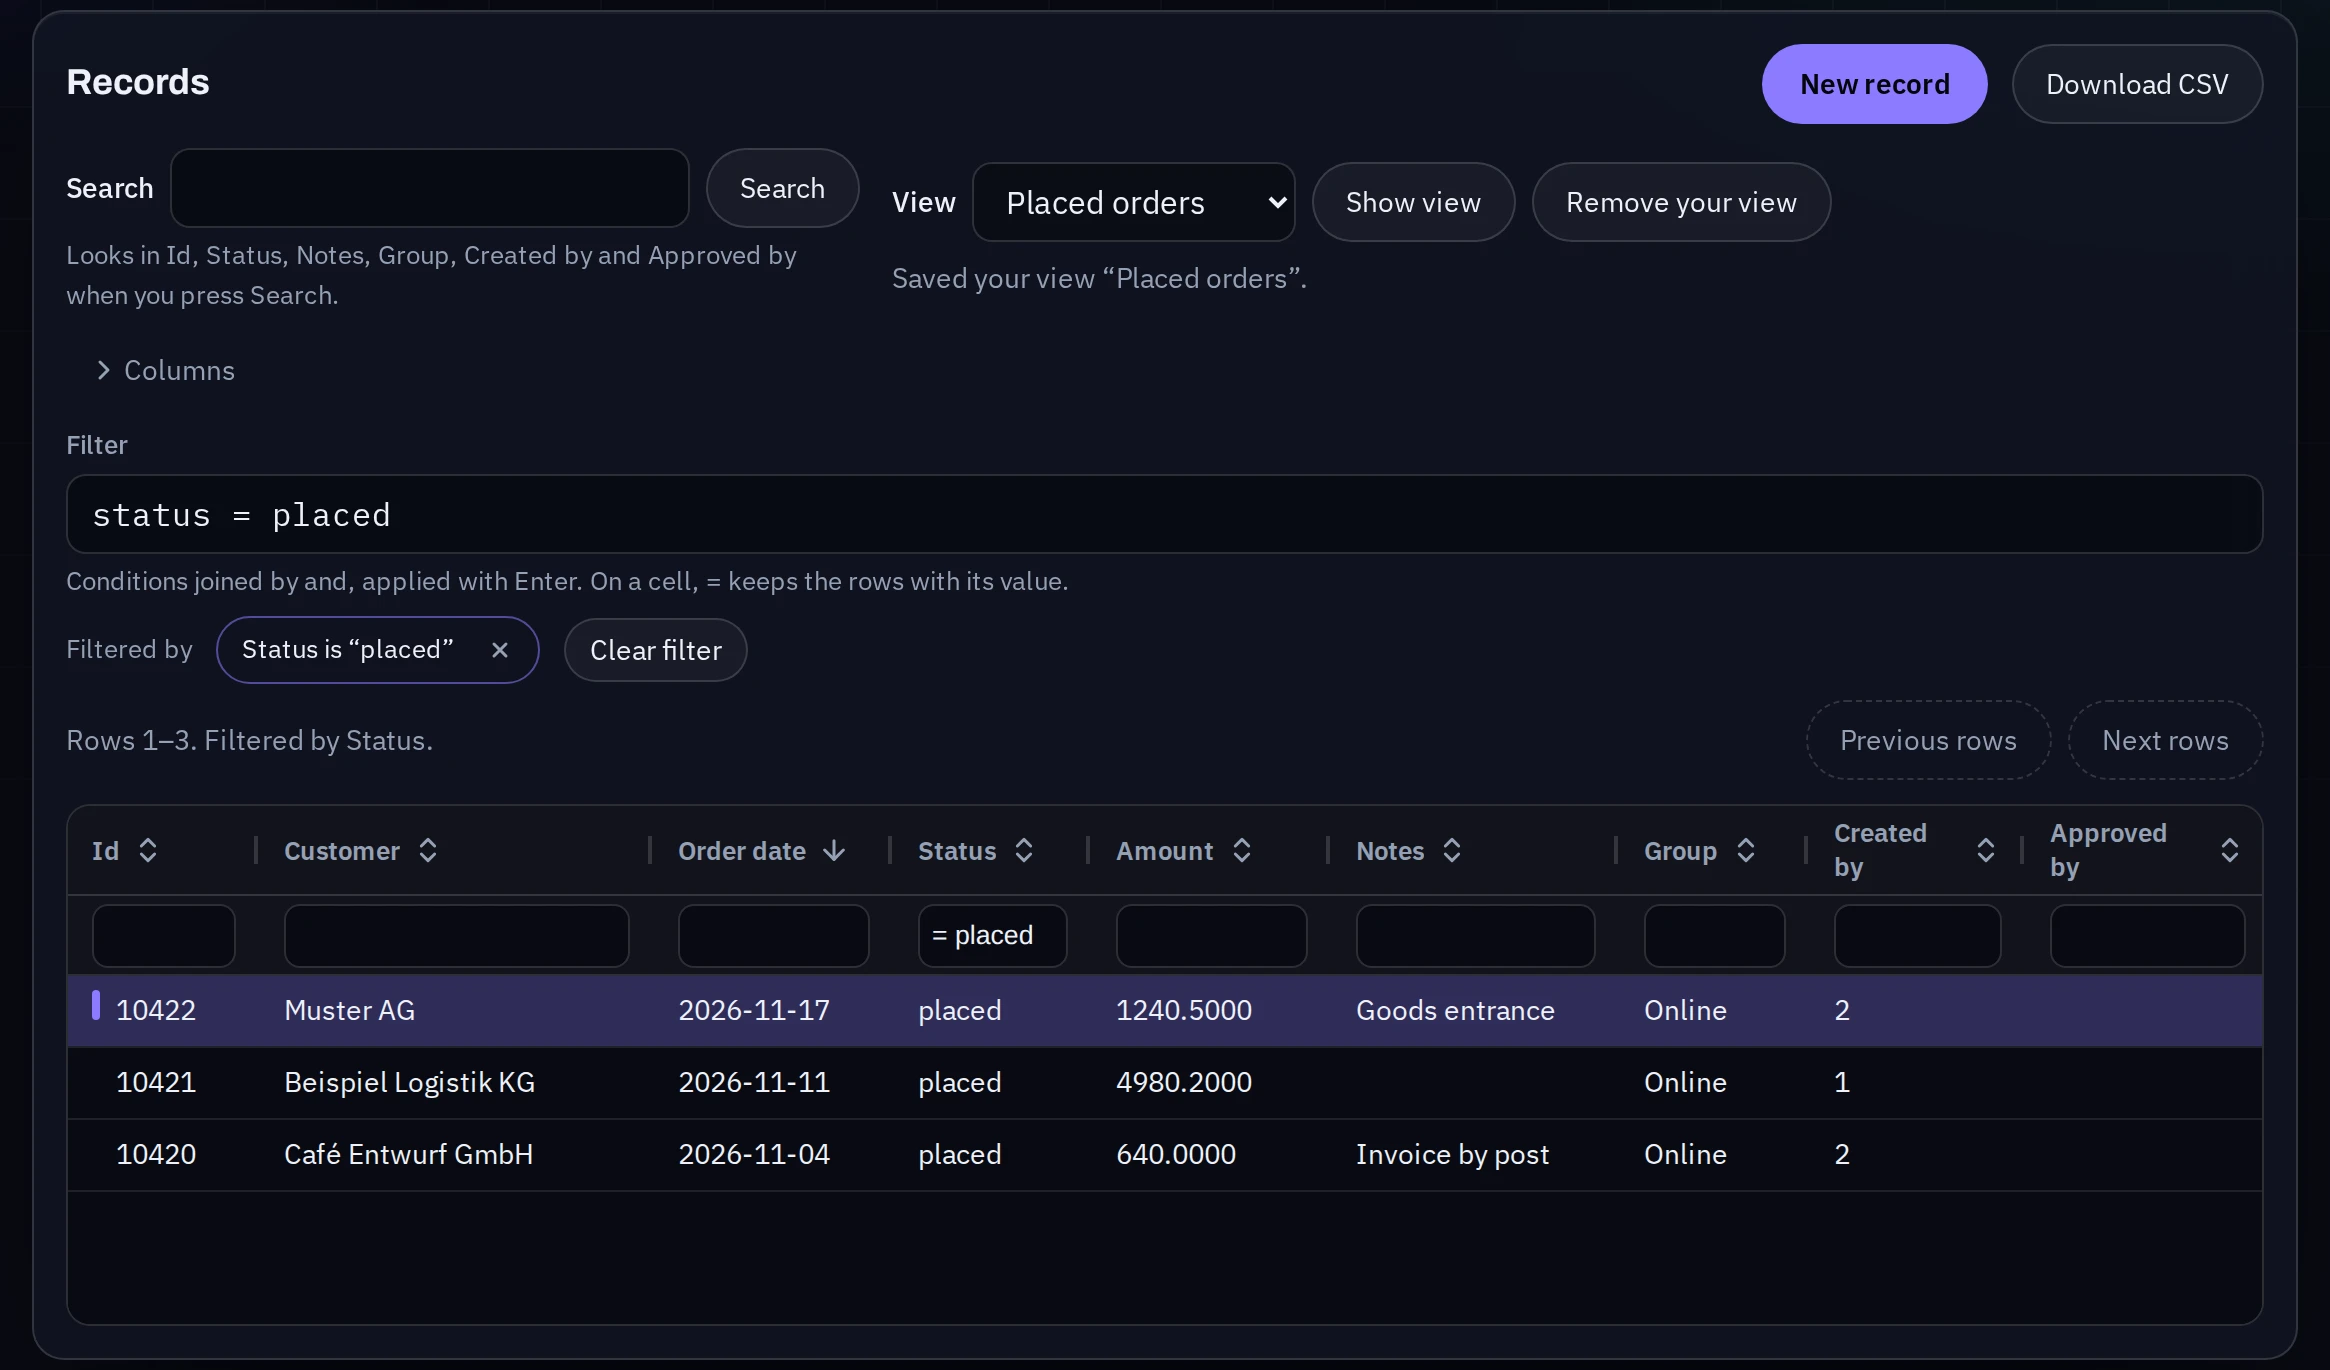 Records
New record
Download CSV
Search
Search
View
Placed orders
Show view
Remove your view
Looks in Id, Status, Notes, Group, Created by and Approved by
when you press Search.
Saved your view “Placed orders”.
Columns
Filter
status = placed
Conditions joined by and, applied with Enter. On a cell, = keeps the rows with its value.
Filtered by
Status is “placed”
Clear filter
Rows 1–3. Filtered by Status.
Previous rows
Next rows
Id Customer Order date Status Amount Notes Group Created by Approved by
= placed
10422 Muster AG 2026-11-17 placed 1240.5000 Goods entrance Online 2
10421 Beispiel Logistik KG 2026-11-11 placed 4980.2000 Online 1
10420 Café Entwurf GmbH 2026-11-04 placed 640.0000 Invoice by post Online 2